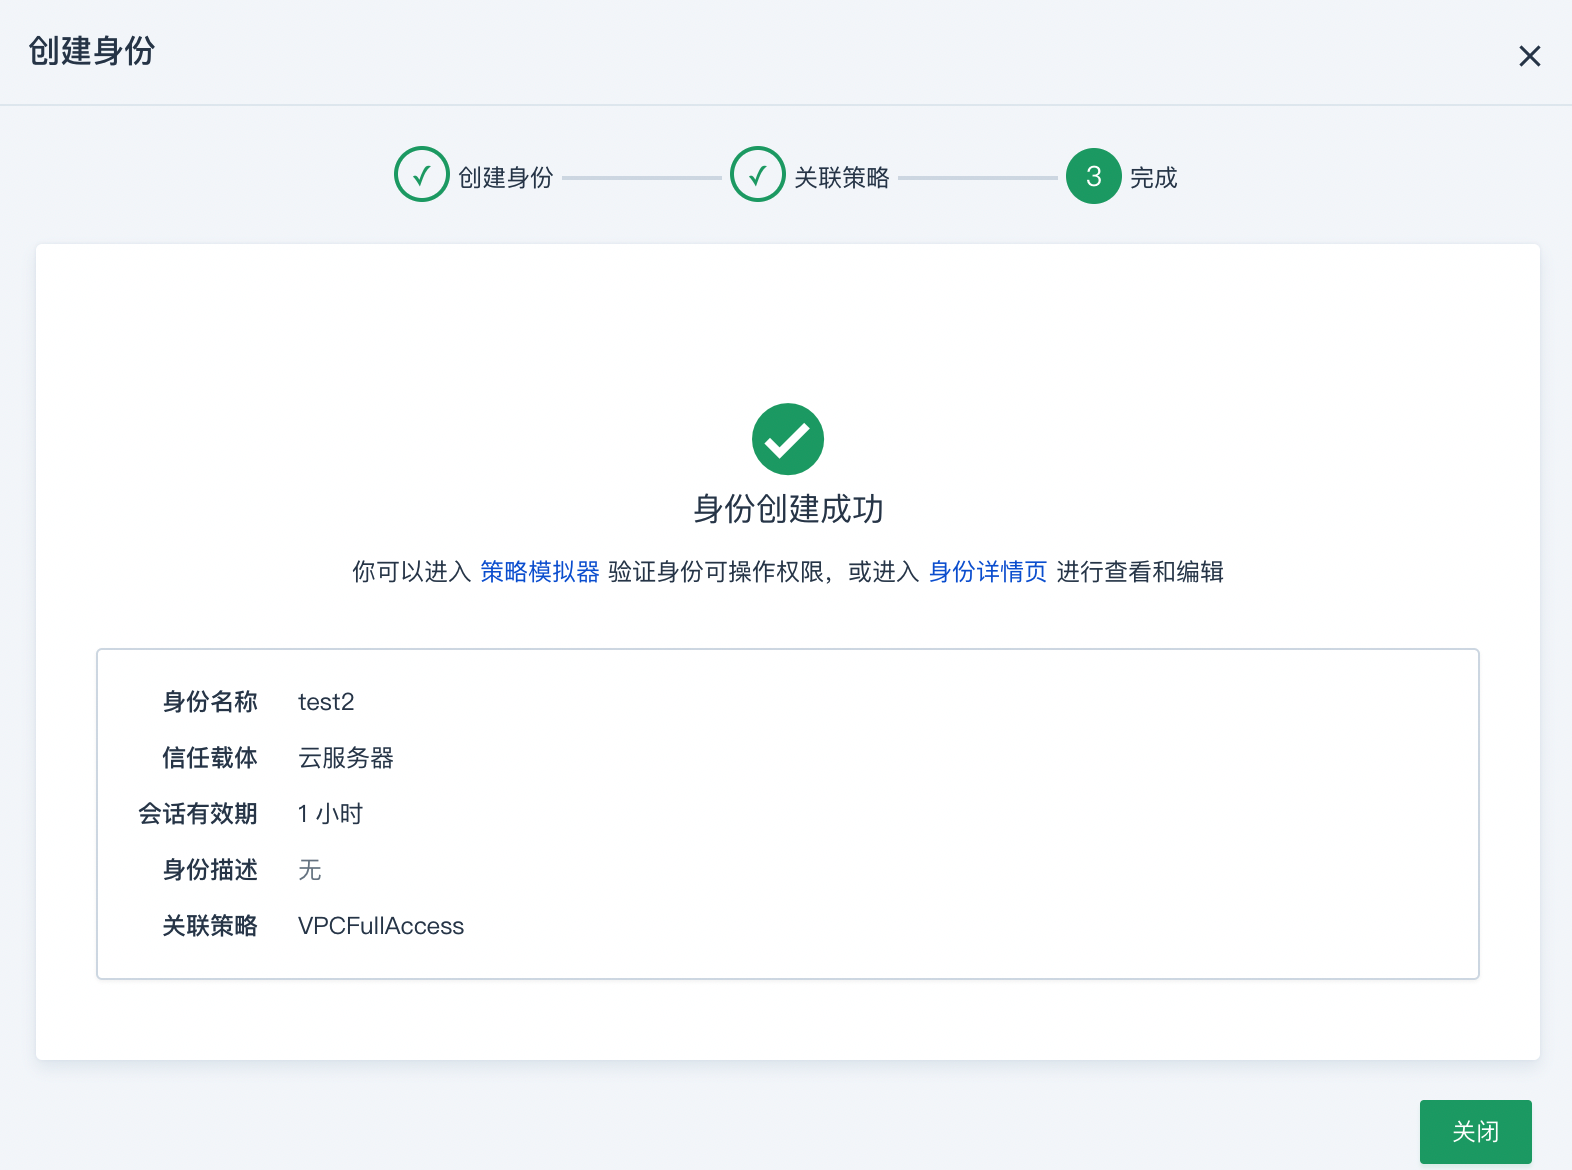 创建身份
创建身份
关联策略
3 完成
身份创建成功
你可以进入 策略模拟器 验证身份可操作权限，或进入 身份详情页 进行查看和编辑
身份名称 test2
信任载体 云服务器
会话有效期 1 小时
身份描述 无
关联策略 VPCFullAccess
关闭